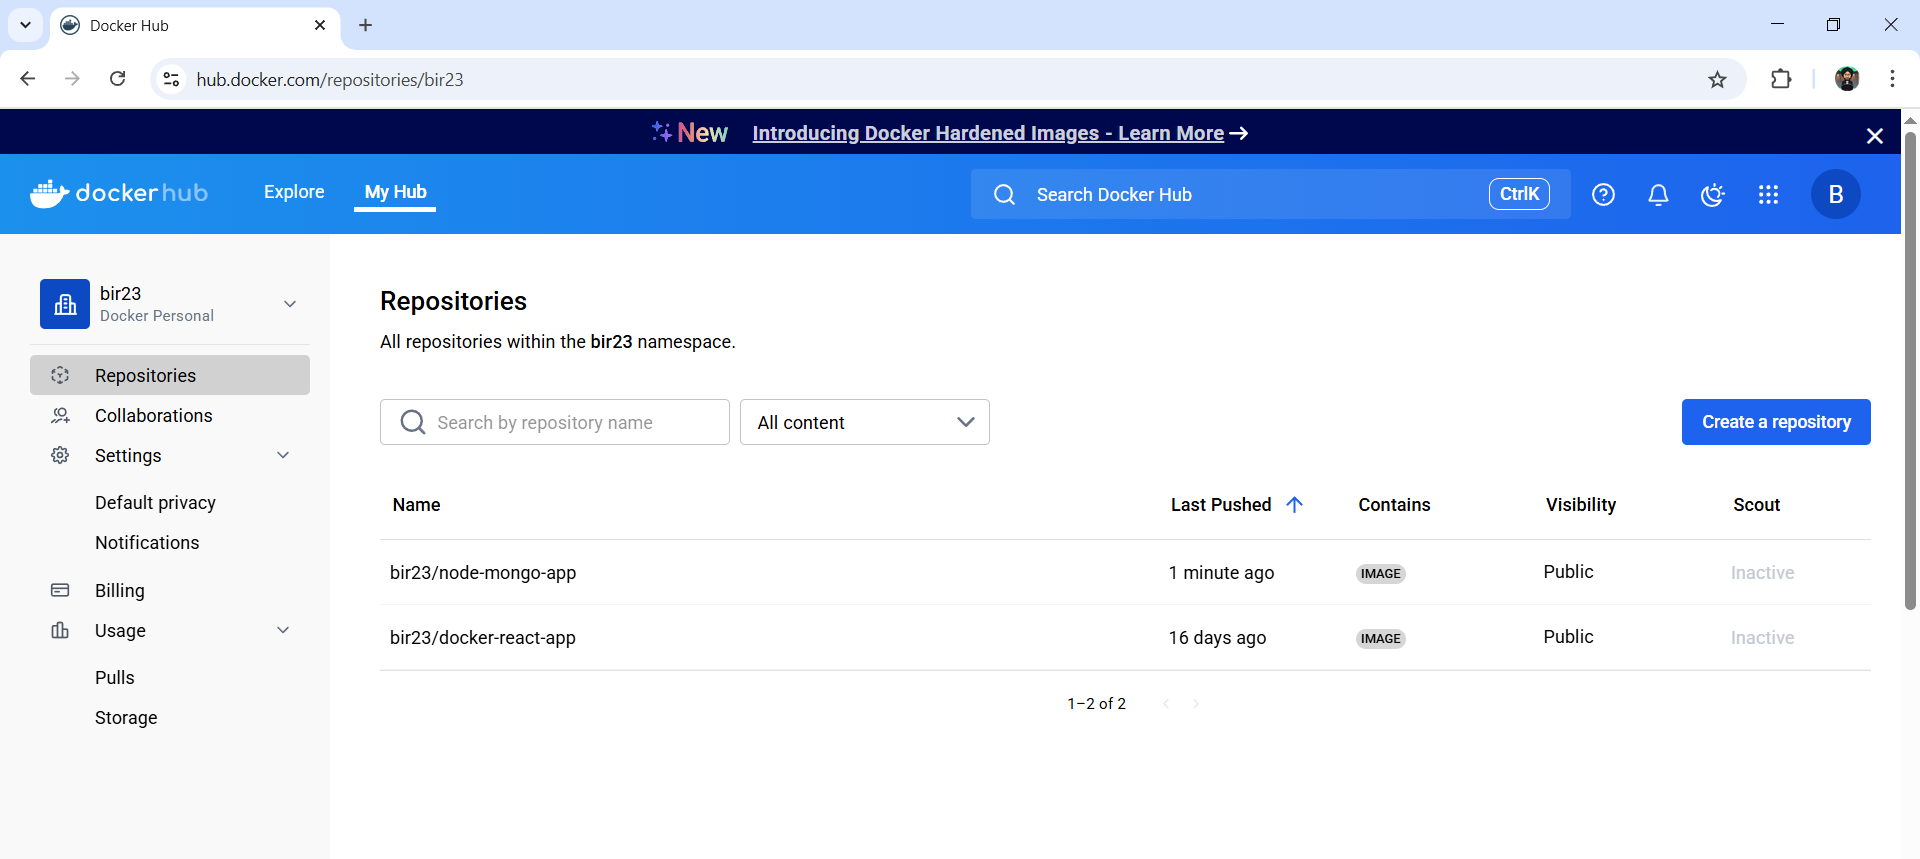 Docker Hub
hub.docker.com/repositories/bir23
New Introducing Docker Hardened Images - Learn More →
dockerhub Explore My Hub Search Docker Hub CtrlK B
bir23
Docker Personal
Repositories
Collaborations
Settings
Default privacy
Notifications
Billing
Usage
Pulls
Storage
Repositories
All repositories within the bir23 namespace.
Search by repository name All content Create a repository
Name Last Pushed Contains Visibility Scout
bir23/node-mongo-app 1 minute ago IMAGE Public Inactive
bir23/docker-react-app 16 days ago IMAGE Public Inactive
1–2 of 2